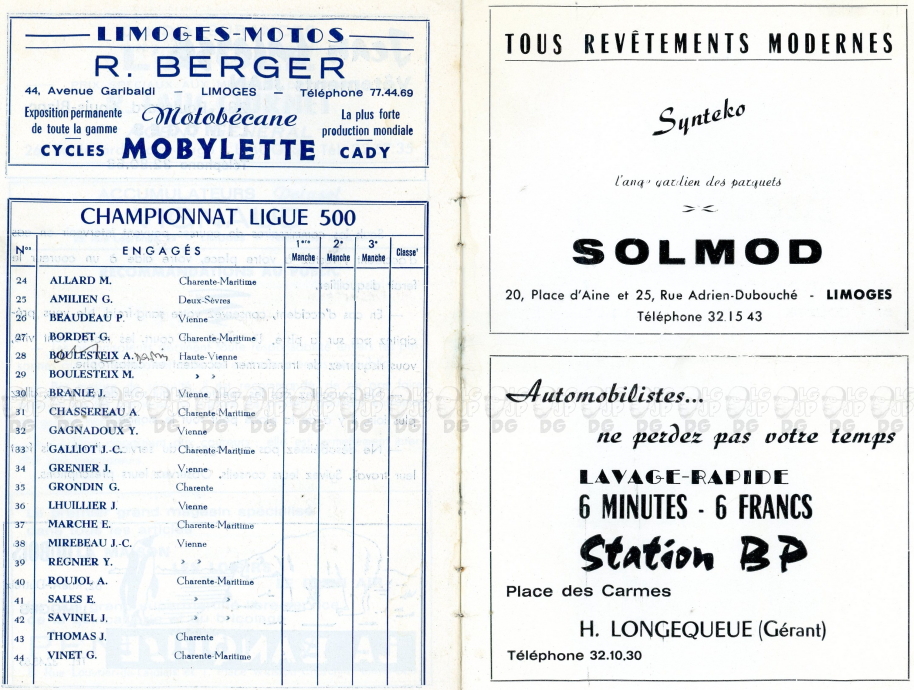 LIMOGES-MOTOS
R. BERGER
44, Avenue Garibaldi — LIMOGES — Téléphone 77.44.69
Exposition permanente de toute la gamme
Motobécane
La plus forte production mondiale
CYCLES MOBYLETTE CADY
CHAMPIONNAT LIGUE 500
Nos ENGAGÉS 1ère Manche 2e Manche 3e Manche Classet
24 ALLARD M. Charente-Maritime
25 AMILIEN G. Deux-Sèvres
26 BEAUDEAU P. Vienne
27 BORDET G. Charente-Maritime
28 BOULESTEIX A. Haute-Vienne
29 BOULESTEIX M. » »
30 BRANLE J. Vienne
31 CHASSEREAU A. Charente-Maritime
32 GAGNADOUX Y. Vienne
33 GALLIOT J.-C. Charente-Maritime
34 GRENIER J. Vienne
35 GRONDIN G. Charente
36 LHUILLIER J. Vienne
37 MARCHE E. Charente-Maritime
38 MIREBEAU J.-C. Vienne
39 REGNIER Y. » »
40 ROUJOL A. Charente-Maritime
41 SALES E. » »
42 SAVINEL J. » »
43 THOMAS J. Charente
44 VINET G. Charente-Maritime
TOUS REVÊTEMENTS MODERNES
Synteko
l'ange gardien des parquets
SOLMOD
20, Place d'Aine et 25, Rue Adrien-Dubouché - LIMOGES
Téléphone 32.15 43
Automobilistes...
ne perdez pas votre temps
LAVAGE-RAPIDE
6 MINUTES - 6 FRANCS
Station BP
Place des Carmes
H. LONGEQUEUE (Gérant)
Téléphone 32.10,30